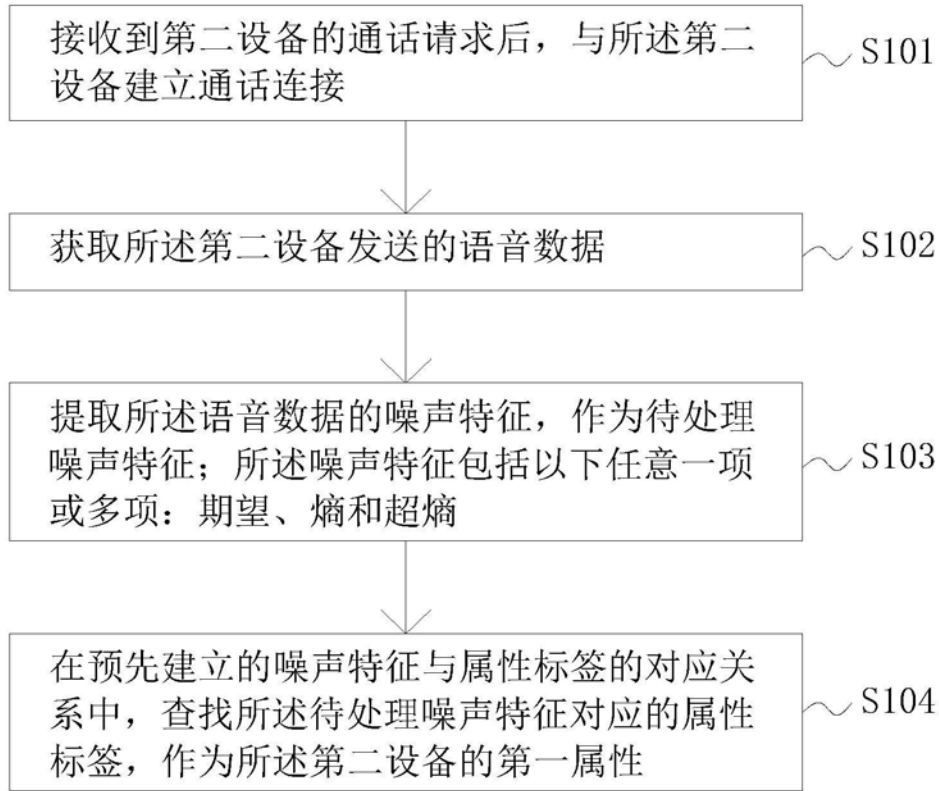 接收到第二设备的通话请求后，与所述第二
设备建立通话连接
S101
获取所述第二设备发送的语音数据
S102
提取所述语音数据的噪声特征，作为待处理
噪声特征；所述噪声特征包括以下任意一项
或多项：期望、熵和超熵
S103
在预先建立的噪声特征与属性标签的对应关
系中，查找所述待处理噪声特征对应的属性
标签，作为所述第二设备的第一属性
S104